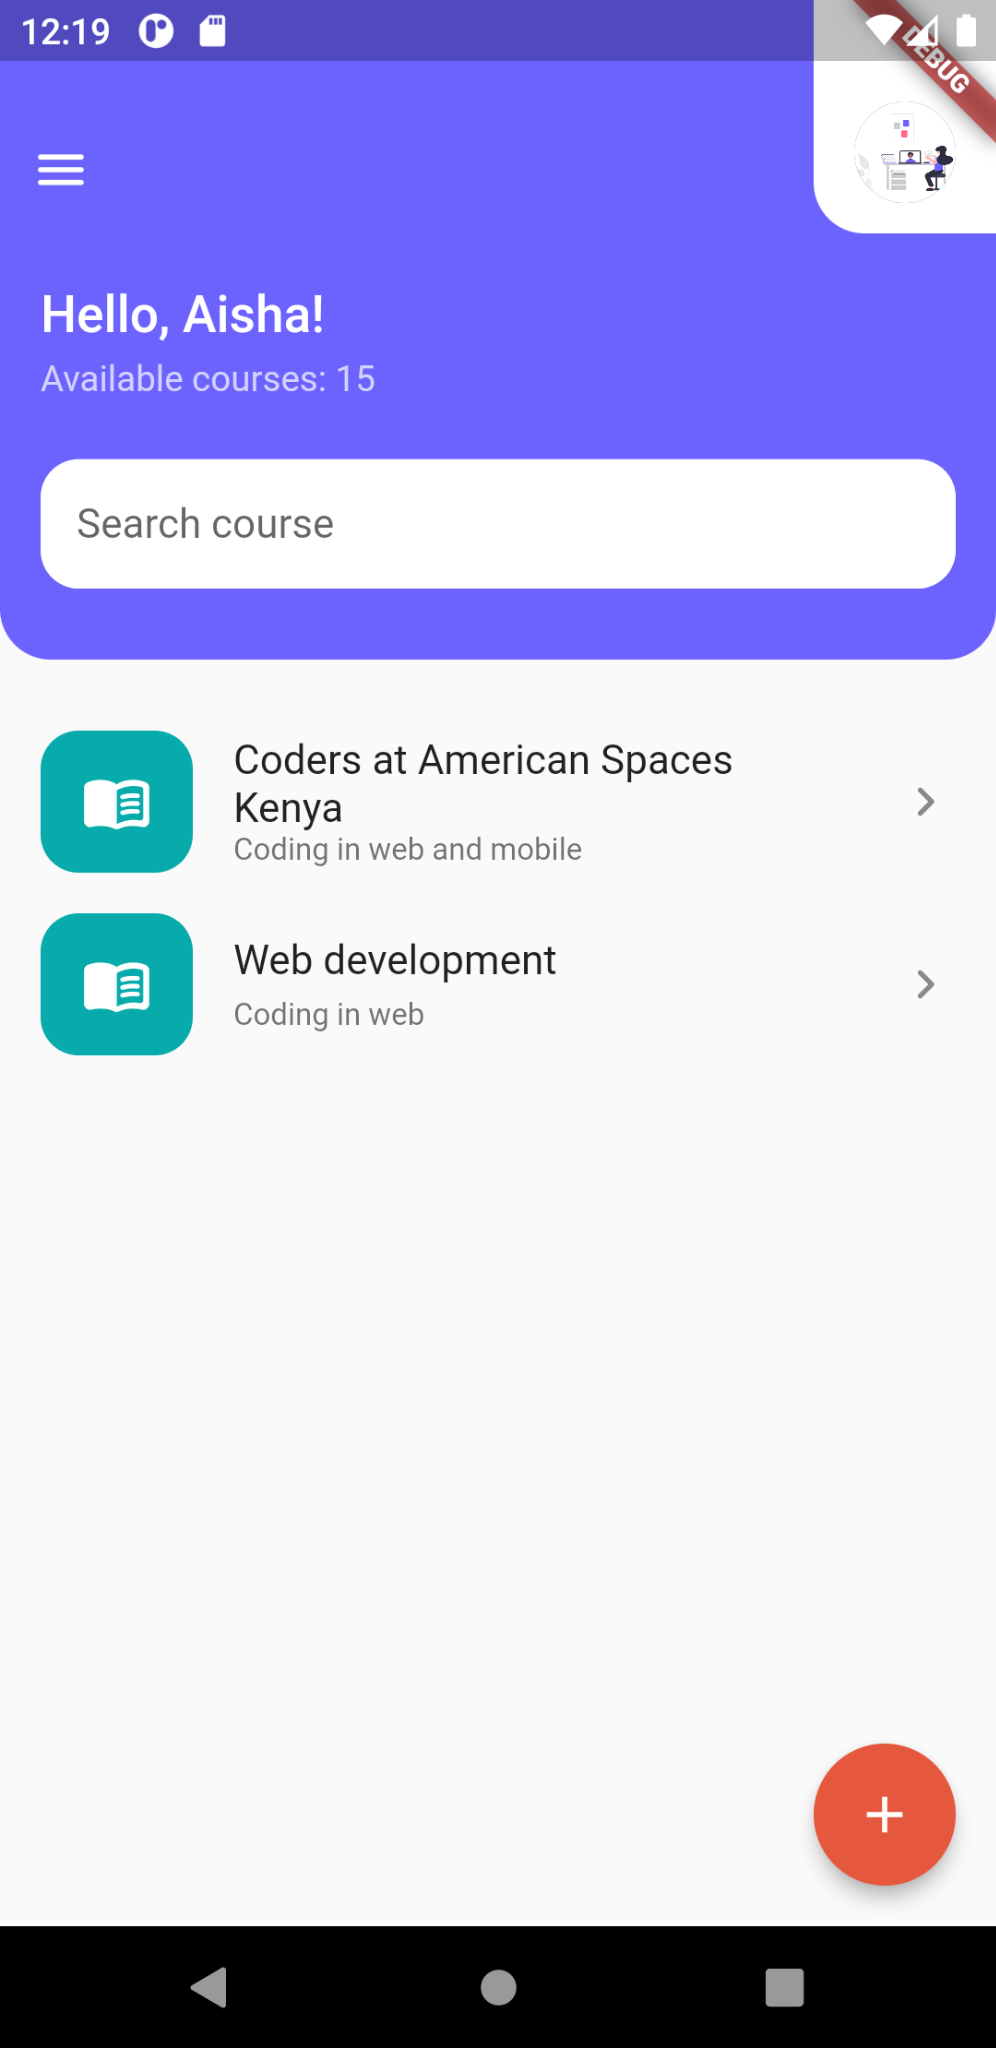 12:19
DEBUG
Hello, Aisha!
Available courses: 15
Search course
Coders at American Spaces
Kenya
Coding in web and mobile
Web development
Coding in web